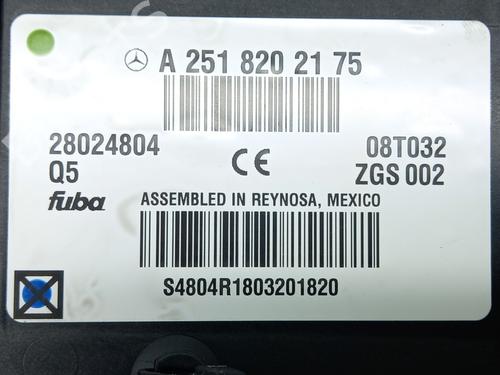 A 251 820 21 75
28024804
08T032
Q5
CE
ZGS 002
fuba
ASSEMBLED IN REYNOSA, MEXICO
S4804R1803201820